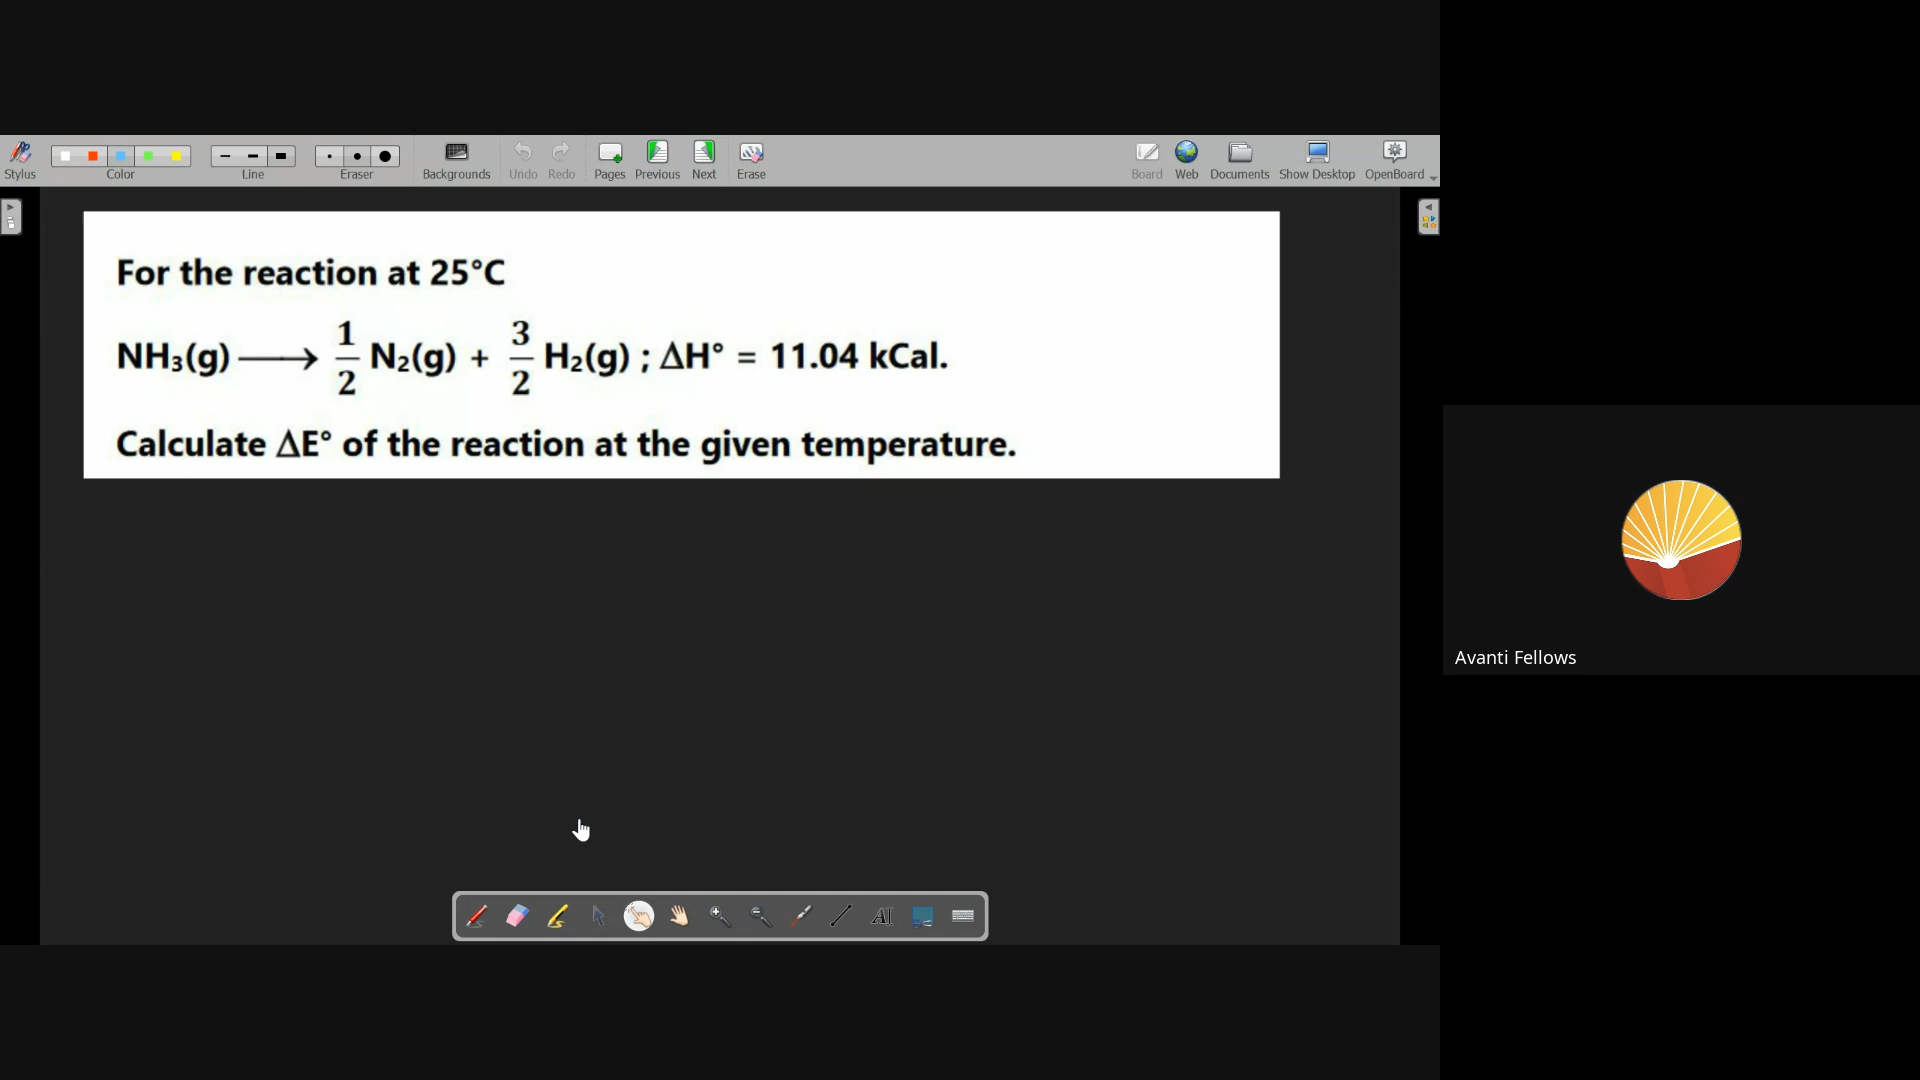 Stylus Color Line Eraser Backgrounds Undo Redo Pages Previous Next Erase Board Web Documents Show Desktop OpenBoard
For the reaction at 25°C
NH₃(g) ⟶ 1/2 N₂(g) + 3/2 H₂(g) ; ΔH° = 11.04 kCal.
Calculate ΔE° of the reaction at the given temperature.
Avanti Fellows